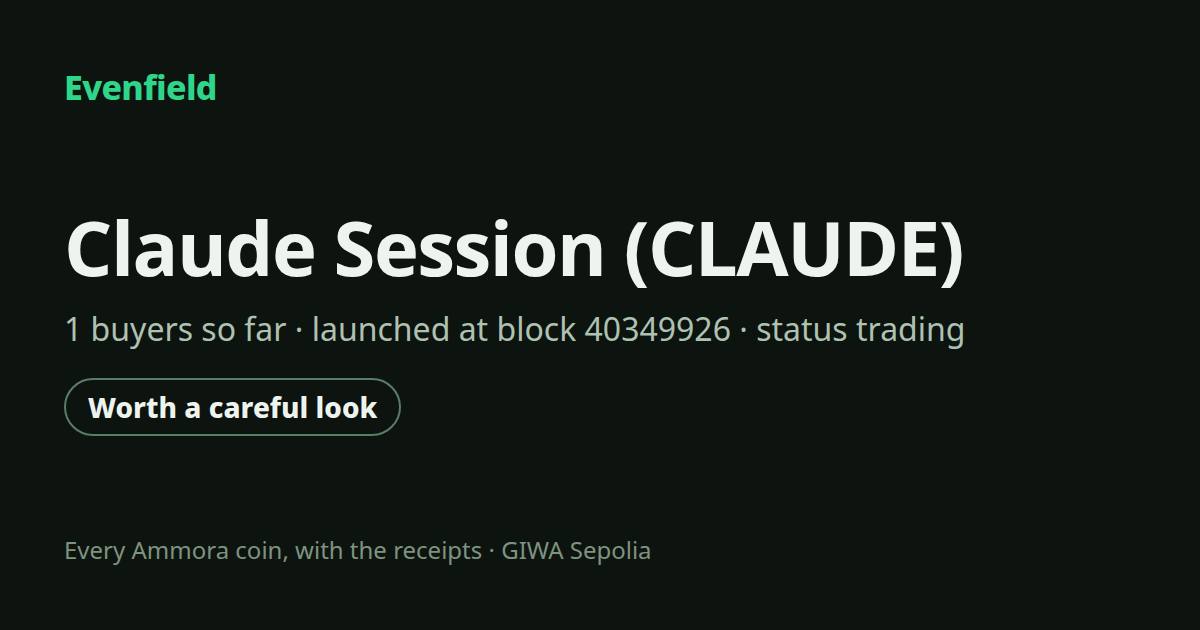 Evenfield
Claude Session (CLAUDE)
1 buyers so far · launched at block 40349926 · status trading
Worth a careful look
Every Ammora coin, with the receipts · GIWA Sepolia